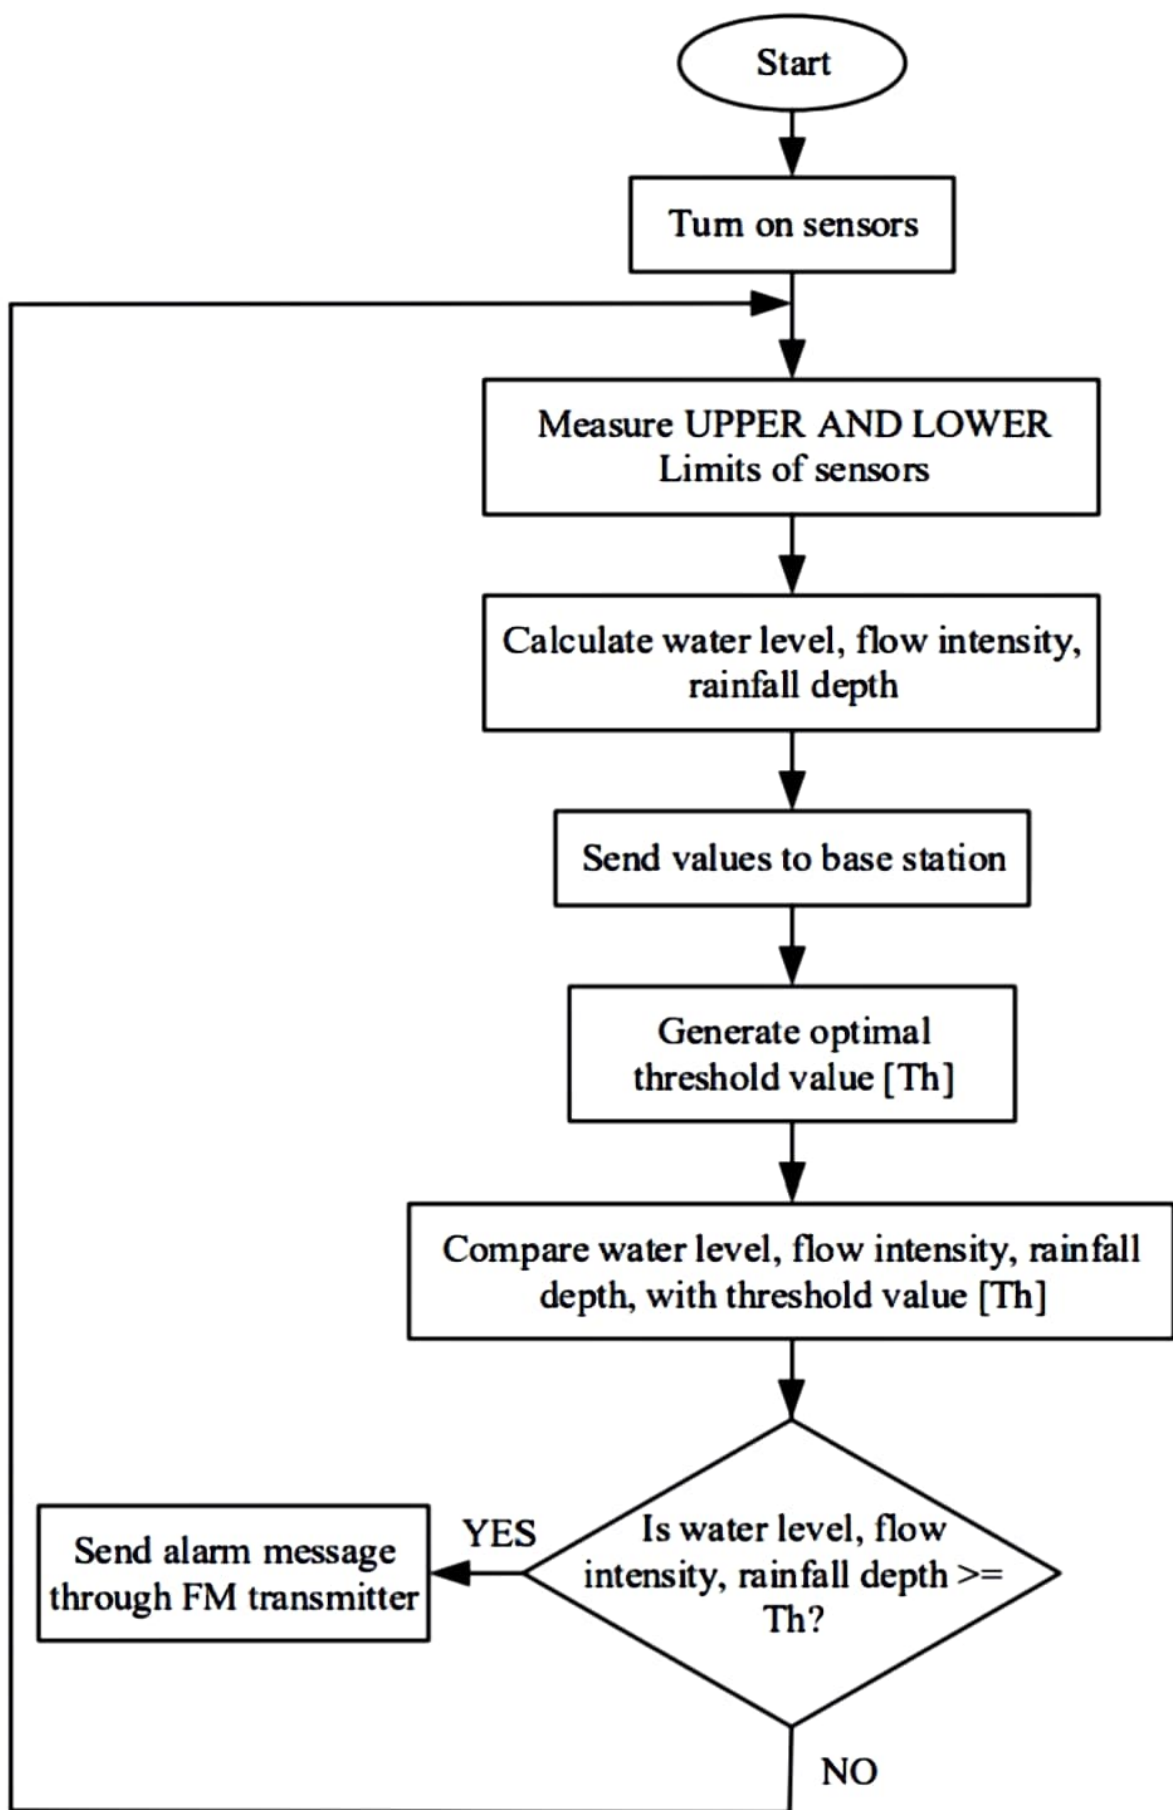 Start
Turn on sensors
Measure UPPER AND LOWER
Limits of sensors
Calculate water level, flow intensity,
rainfall depth
Send values to base station
Generate optimal
threshold value [Th]
Compare water level, flow intensity, rainfall
depth, with threshold value [Th]
Is water level, flow
intensity, rainfall depth >=
Th?
YES
Send alarm message
through FM transmitter
NO